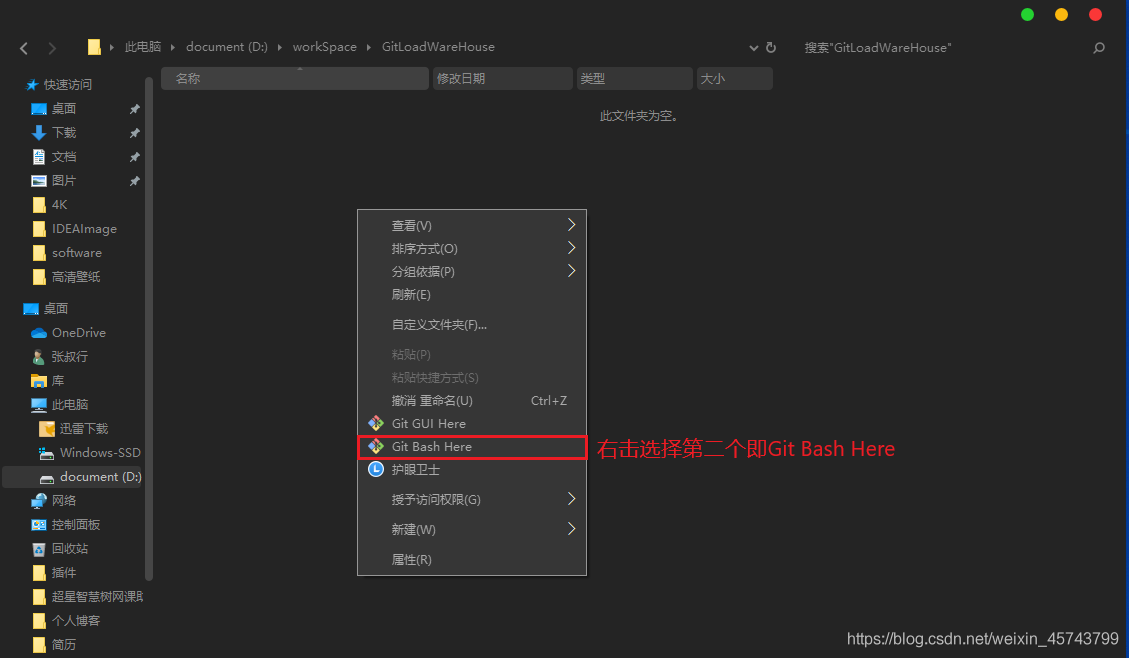 此电脑 document (D:) workSpace GitLoadWareHouse
搜索"GitLoadWareHouse"
名称 修改日期 类型 大小
此文件夹为空。
快速访问
桌面
下载
文档
图片
4K
IDEAImage
software
高清壁纸
桌面
OneDrive
张叔行
库
此电脑
迅雷下载
Windows-SSD
document (D:)
网络
控制面板
回收站
插件
超星智慧树网课助
个人博客
简历
查看(V)
排序方式(O)
分组依据(P)
刷新(E)
自定义文件夹(F)...
粘贴(P)
粘贴快捷方式(S)
撤消 重命名(U) Ctrl+Z
Git GUI Here
Git Bash Here
护眼卫士
授予访问权限(G)
新建(W)
属性(R)
右击选择第二个即Git Bash Here
https://blog.csdn.net/weixin_45743799